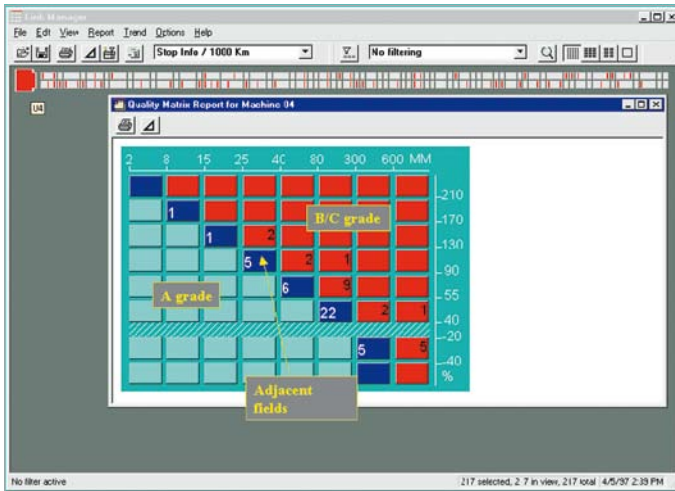 Link Manager
File Edit View Report Trend Options Help
Stop Info / 1000 Km No filtering
U4
Quality Matrix Report for Machine 04
2 8 15 25 40 80 300 600 MM
210
1 170
B/C grade
1 2 130
5 2 1 90
6 9 55
A grade
22 2 1 40
-20
5 5 -40
%
Adjacent
fields
No filter active 217 selected, 2 7 in view, 217 total 4/5/97 2:39 PM